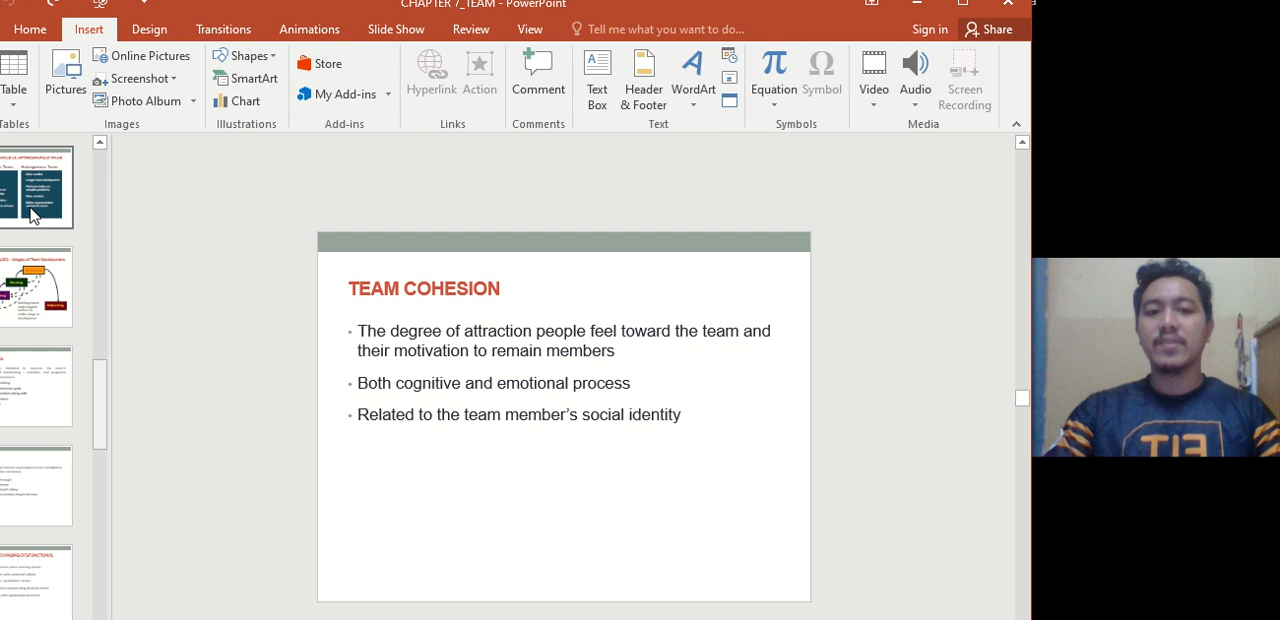 CHAPTER 7_TEAM - PowerPoint
Home Insert Design Transitions Animations Slide Show Review View Tell me what you want to do... Sign in Share
Table
Tables
Pictures
Online Pictures
Screenshot
Photo Album
Images
Shapes
SmartArt
Chart
Illustrations
Store
My Add-ins
Add-ins
Hyperlink Action
Links
Comment
Comments
Text
Box
Header
& Footer
WordArt
Text
Equation Symbol
Symbols
Video Audio Screen
Recording
Media
TEAM COHESION
• The degree of attraction people feel toward the team and
their motivation to remain members
• Both cognitive and emotional process
• Related to the team member's social identity